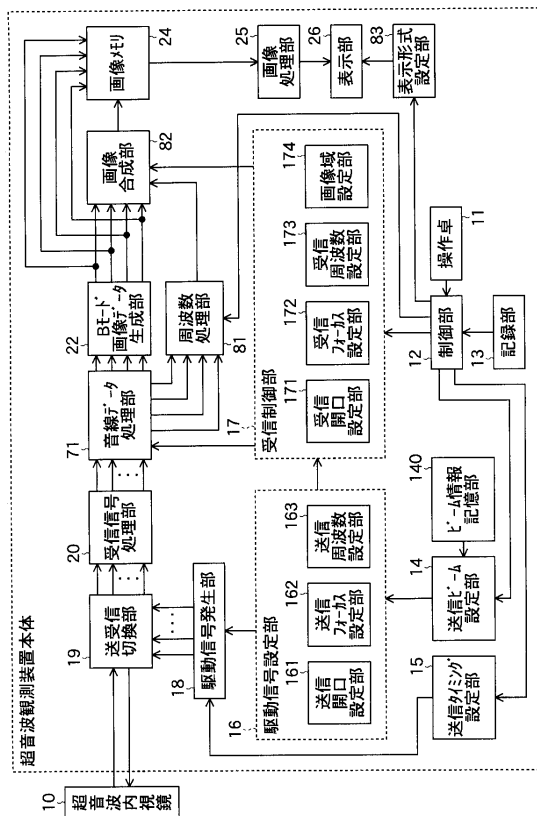 超音波観測装置本体
10
超音波内視鏡
19
送受信
切換部
20
受信信号
処理部
71
音線データ
処理部
22
Bモード
画像データ
生成部
82
画像
合成部
24
画像メモリ
25
画像
処理部
26
表示部
83
表示形式
設定部
81
周波数
処理部
18
駆動信号発生部
16
駆動信号設定部
161
送信
開口
設定部
162
送信
フォーカス
設定部
163
送信
周波数
設定部
17
受信制御部
171
受信
開口
設定部
172
受信
フォーカス
設定部
173
受信
周波数
設定部
174
画像域
設定部
15
送信タイミング
設定部
14
送信ビーム
設定部
140
ビーム情報
記憶部
12
制御部
13
記録部
11
操作卓